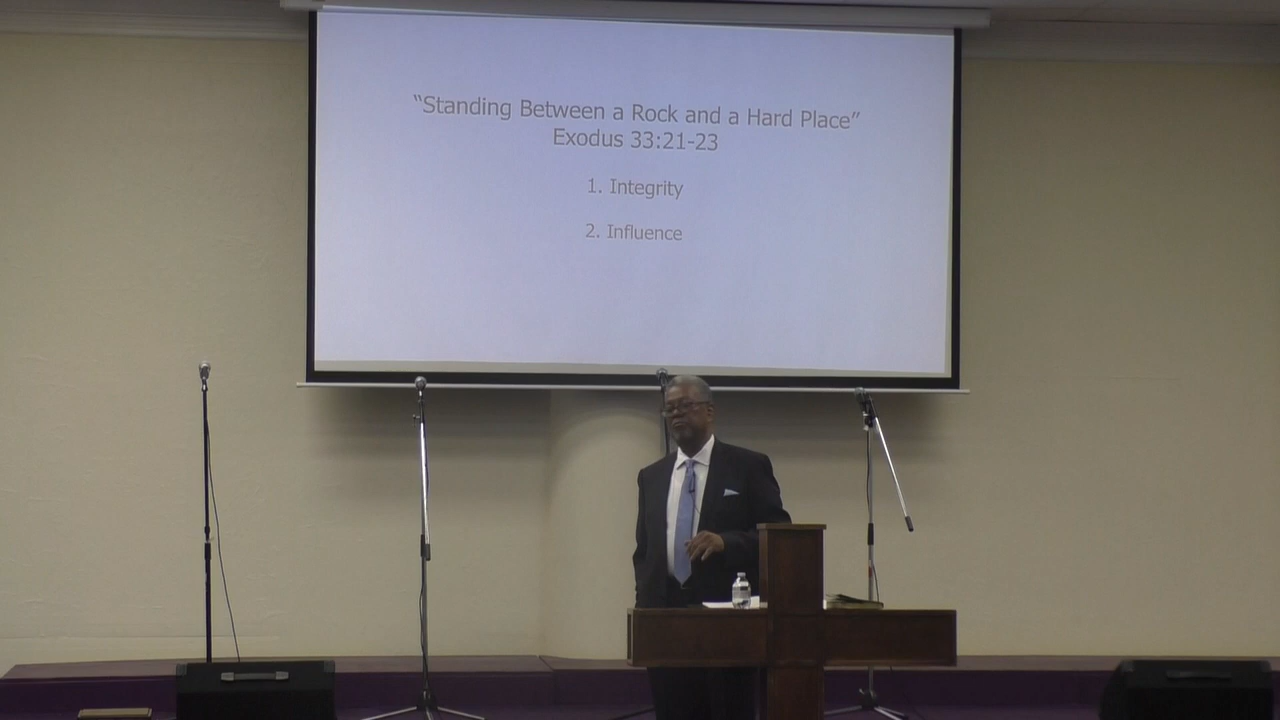 “Standing Between a Rock and a Hard Place”
Exodus 33:21-23
1. Integrity
2. Influence